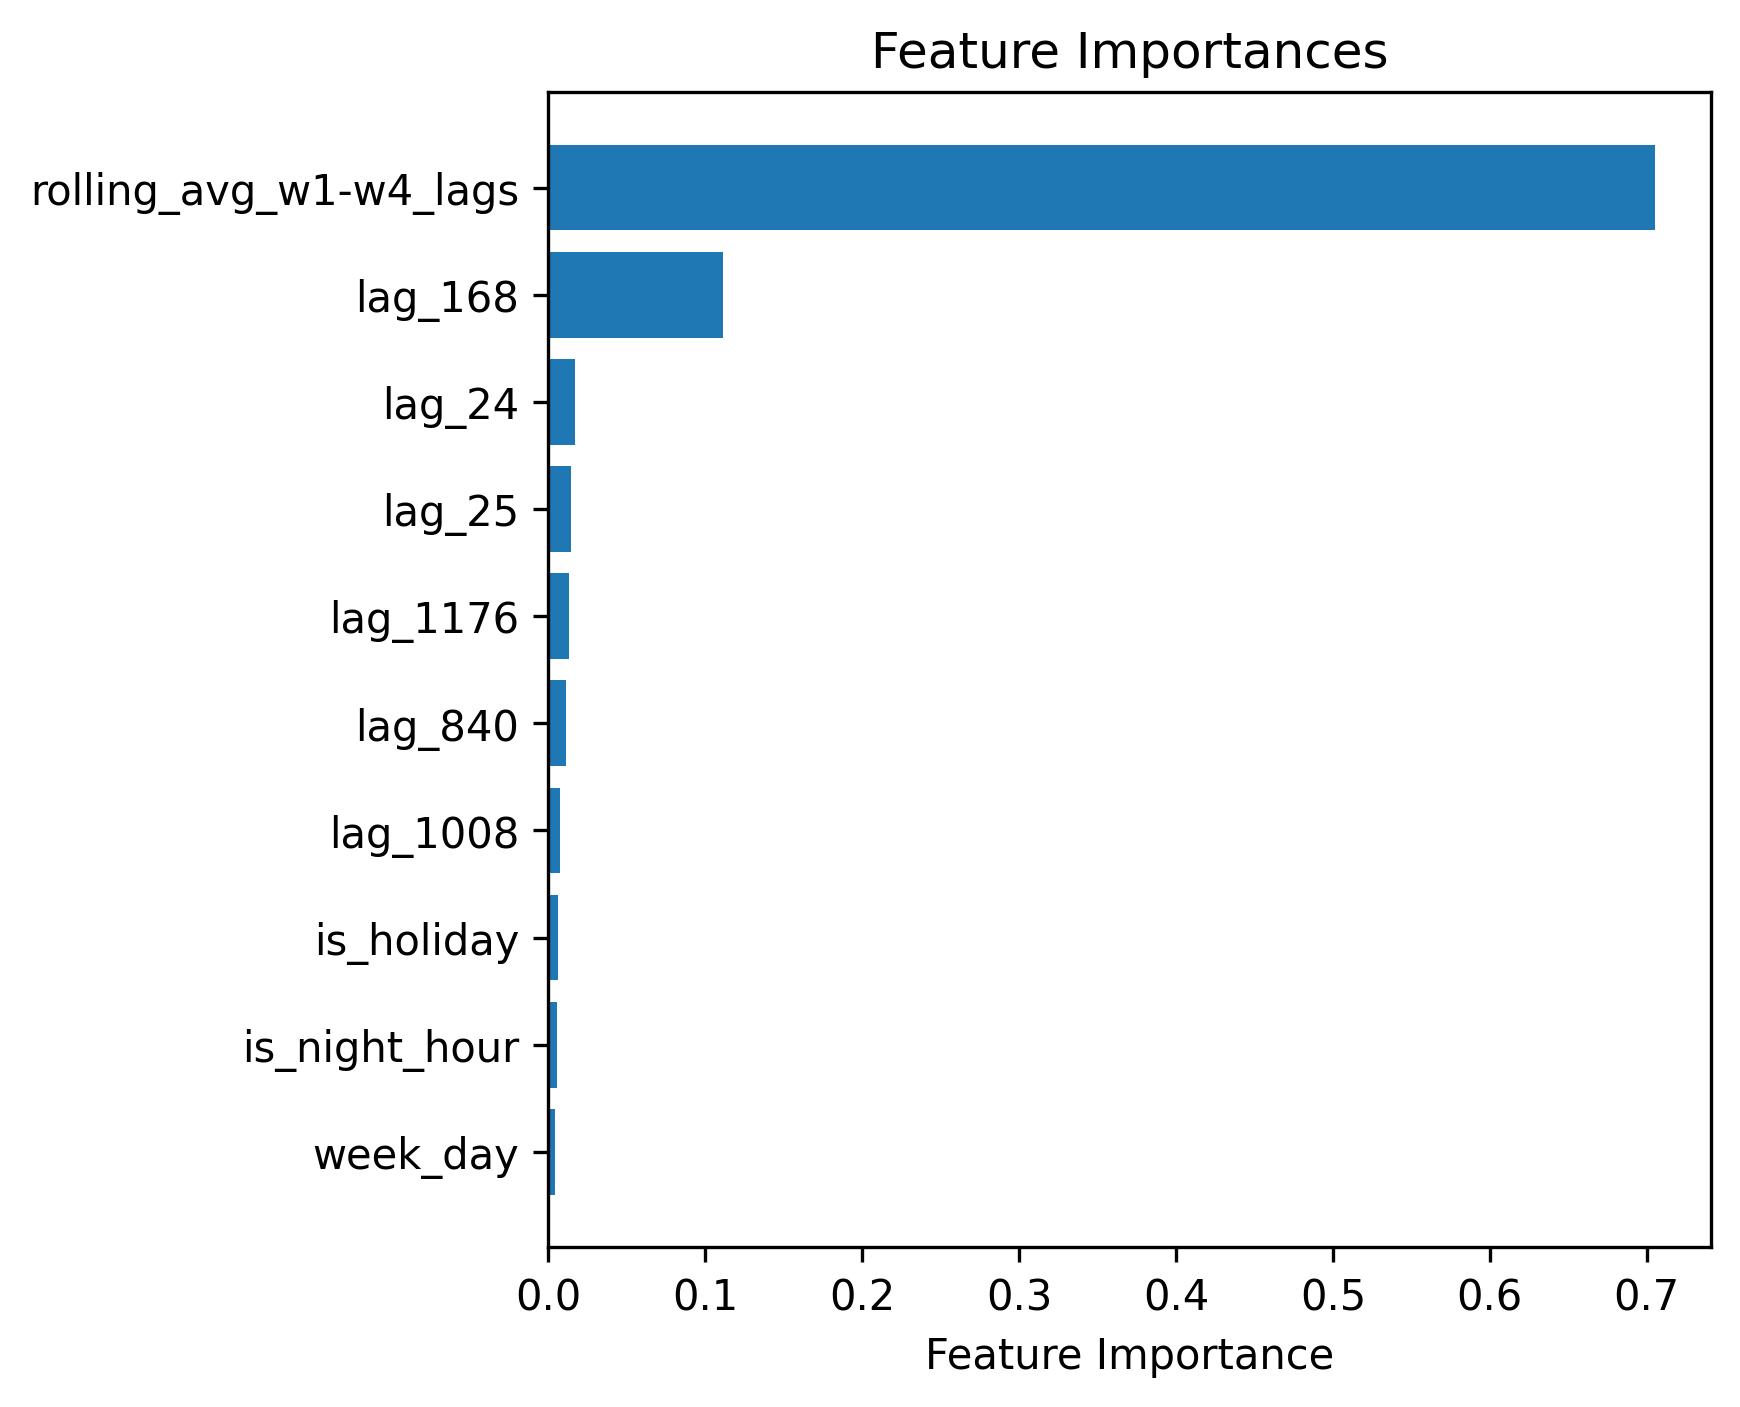 Feature Importances
rolling_avg_w1-w4_lags
lag_168
lag_24
lag_25
lag_1176
lag_840
lag_1008
is_holiday
is_night_hour
week_day
0.0 0.1 0.2 0.3 0.4 0.5 0.6 0.7
Feature Importance